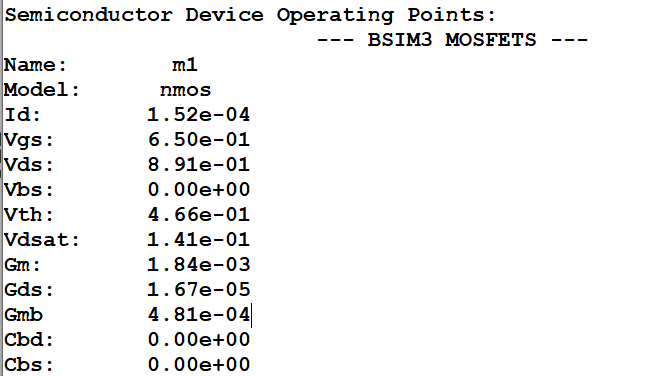 Semiconductor Device Operating Points:
--- BSIM3 MOSFETS ---
Name: m1
Model: nmos
Id: 1.52e-04
Vgs: 6.50e-01
Vds: 8.91e-01
Vbs: 0.00e+00
Vth: 4.66e-01
Vdsat: 1.41e-01
Gm: 1.84e-03
Gds: 1.67e-05
Gmb 4.81e-04
Cbd: 0.00e+00
Cbs: 0.00e+00